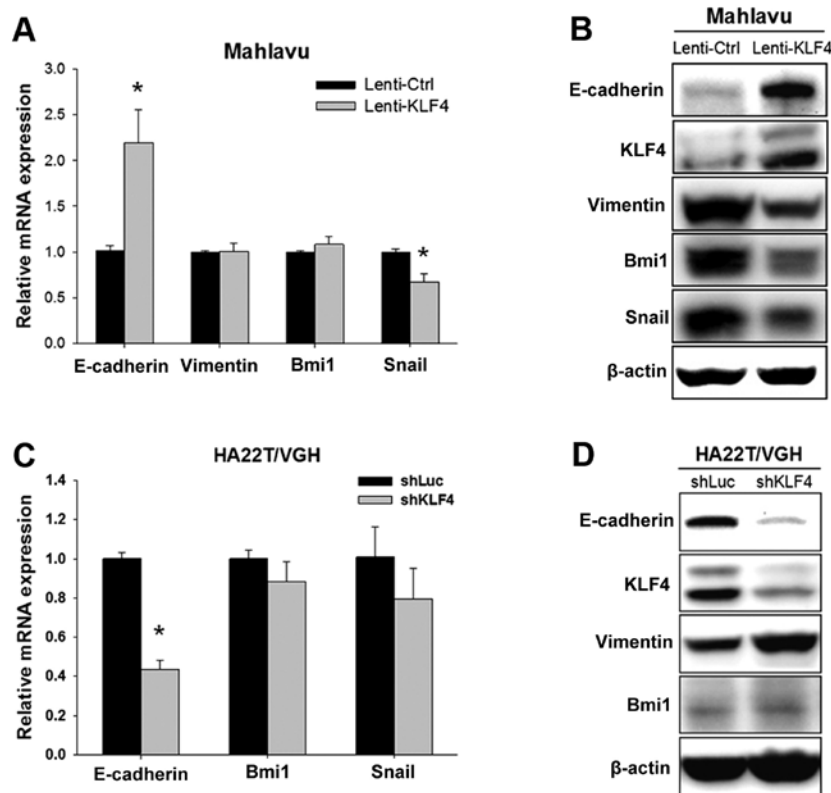 A
Mahlavu
Lenti-Ctrl
Lenti-KLF4
Relative mRNA expression
3.0
2.5
2.0
1.5
1.0
0.5
0.0
*
*
E-cadherin Vimentin Bmi1 Snail
B
Mahlavu
Lenti-Ctrl Lenti-KLF4
E-cadherin
KLF4
Vimentin
Bmi1
Snail
β-actin
C
HA22T/VGH
shLuc
shKLF4
Relative mRNA expression
1.4
1.2
1.0
0.8
0.6
0.4
0.2
0.0
*
E-cadherin Bmi1 Snail
D
HA22T/VGH
shLuc shKLF4
E-cadherin
KLF4
Vimentin
Bmi1
β-actin